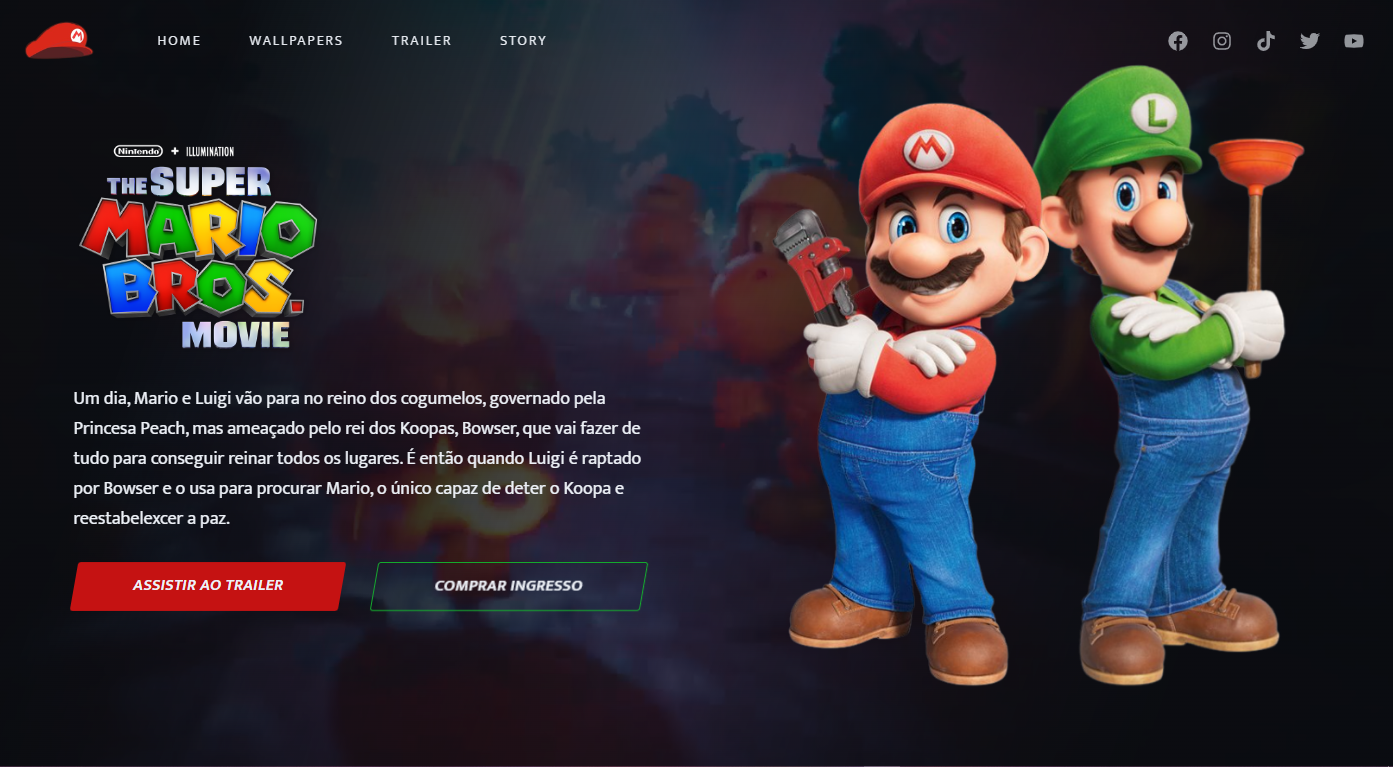 M
HOME
WALLPAPERS
TRAILER
STORY
Nintendo + ILLUMINATION
THE SUPER
MARIO
BROS.
MOVIE
M
L
Um dia, Mario e Luigi vão para no reino dos cogumelos, governado pela
Princesa Peach, mas ameaçado pelo rei dos Koopas, Bowser, que vai fazer de
tudo para conseguir reinar todos os lugares. É então quando Luigi é raptado
por Bowser e o usa para procurar Mario, o único capaz de deter o Koopa e
reestabelexcer a paz.
ASSISTIR AO TRAILER
COMPRAR INGRESSO